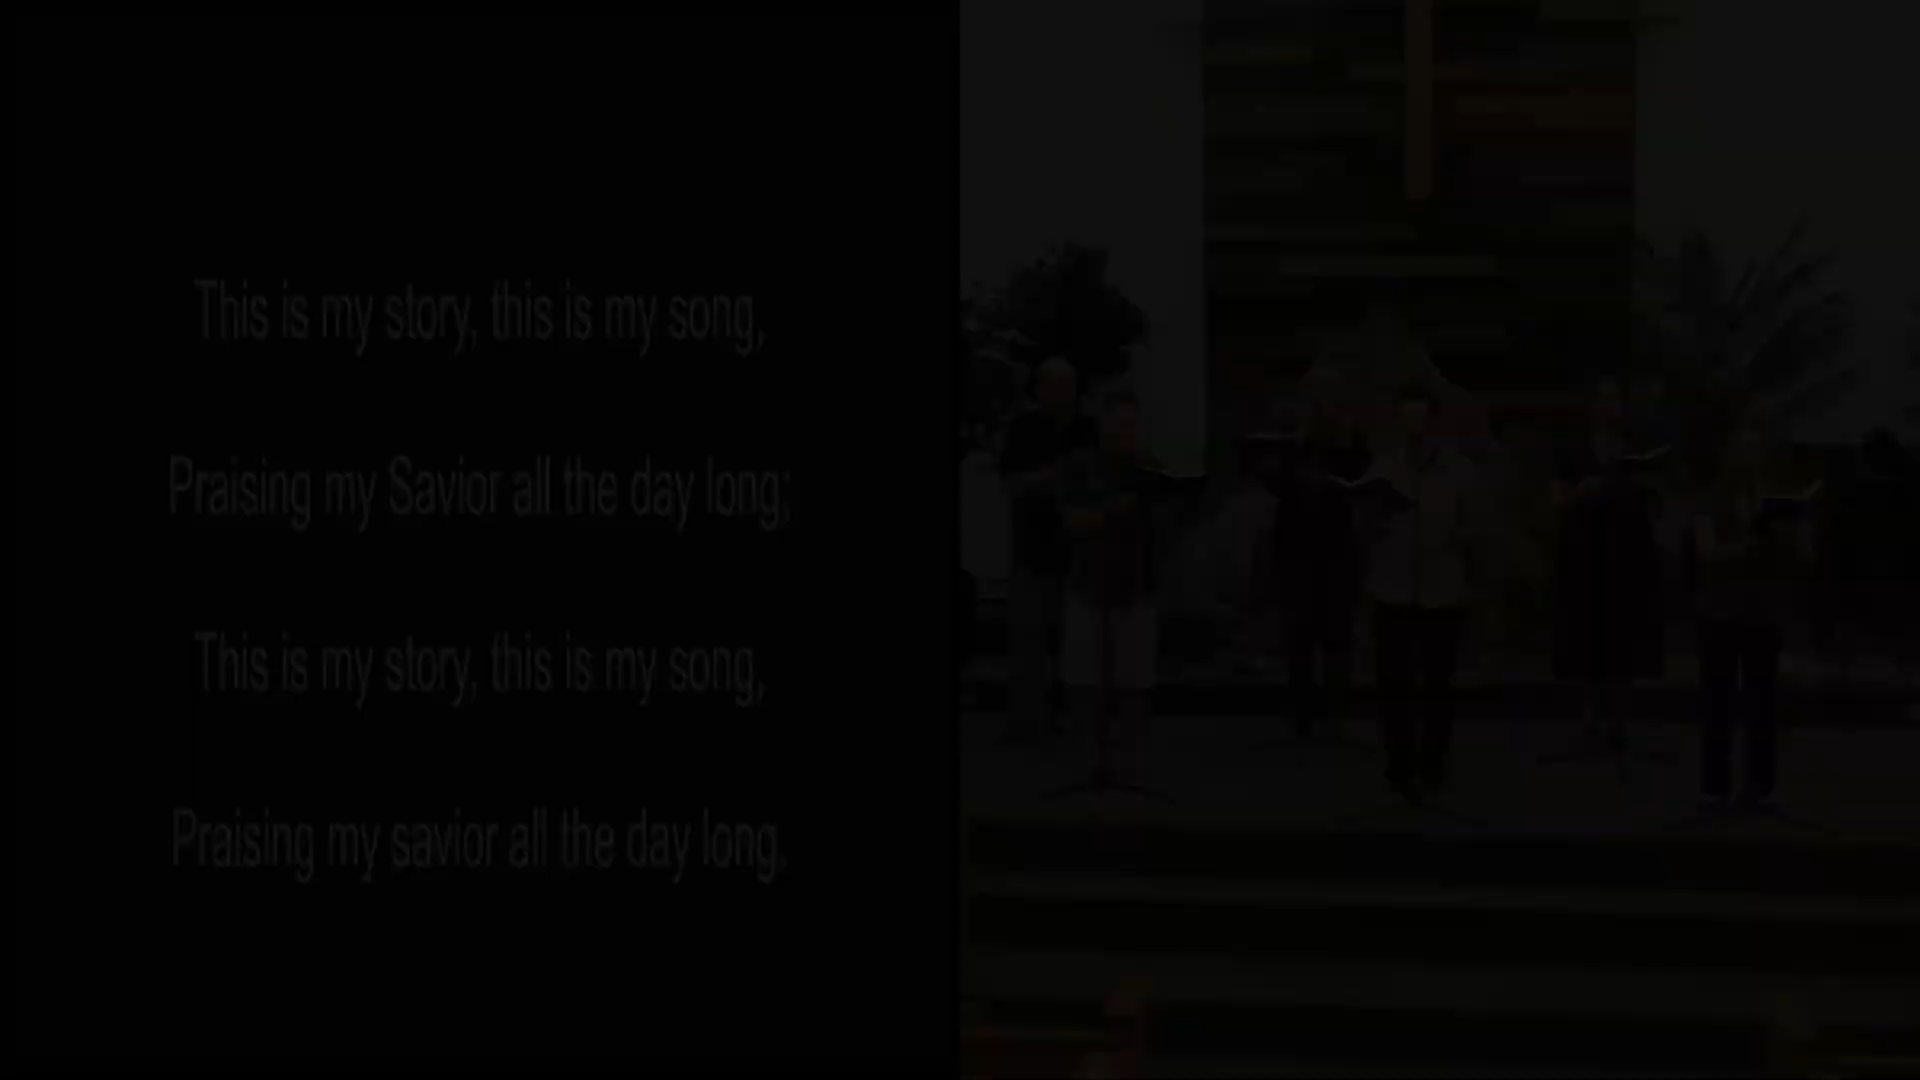 This is my story, this is my song,
Praising my Savior all the day long;
This is my story, this is my song,
Praising my savior all the day long.